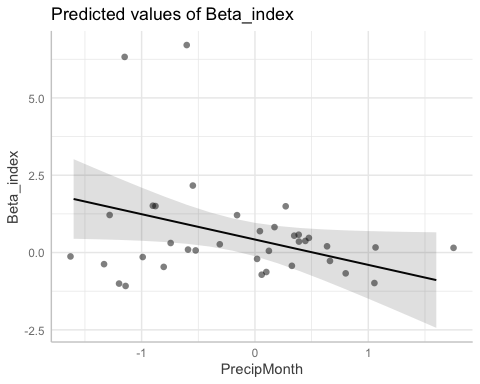 Predicted values of Beta_index
5.0
2.5
0.0
-2.5
Beta_index
-1
0
1
PrecipMonth